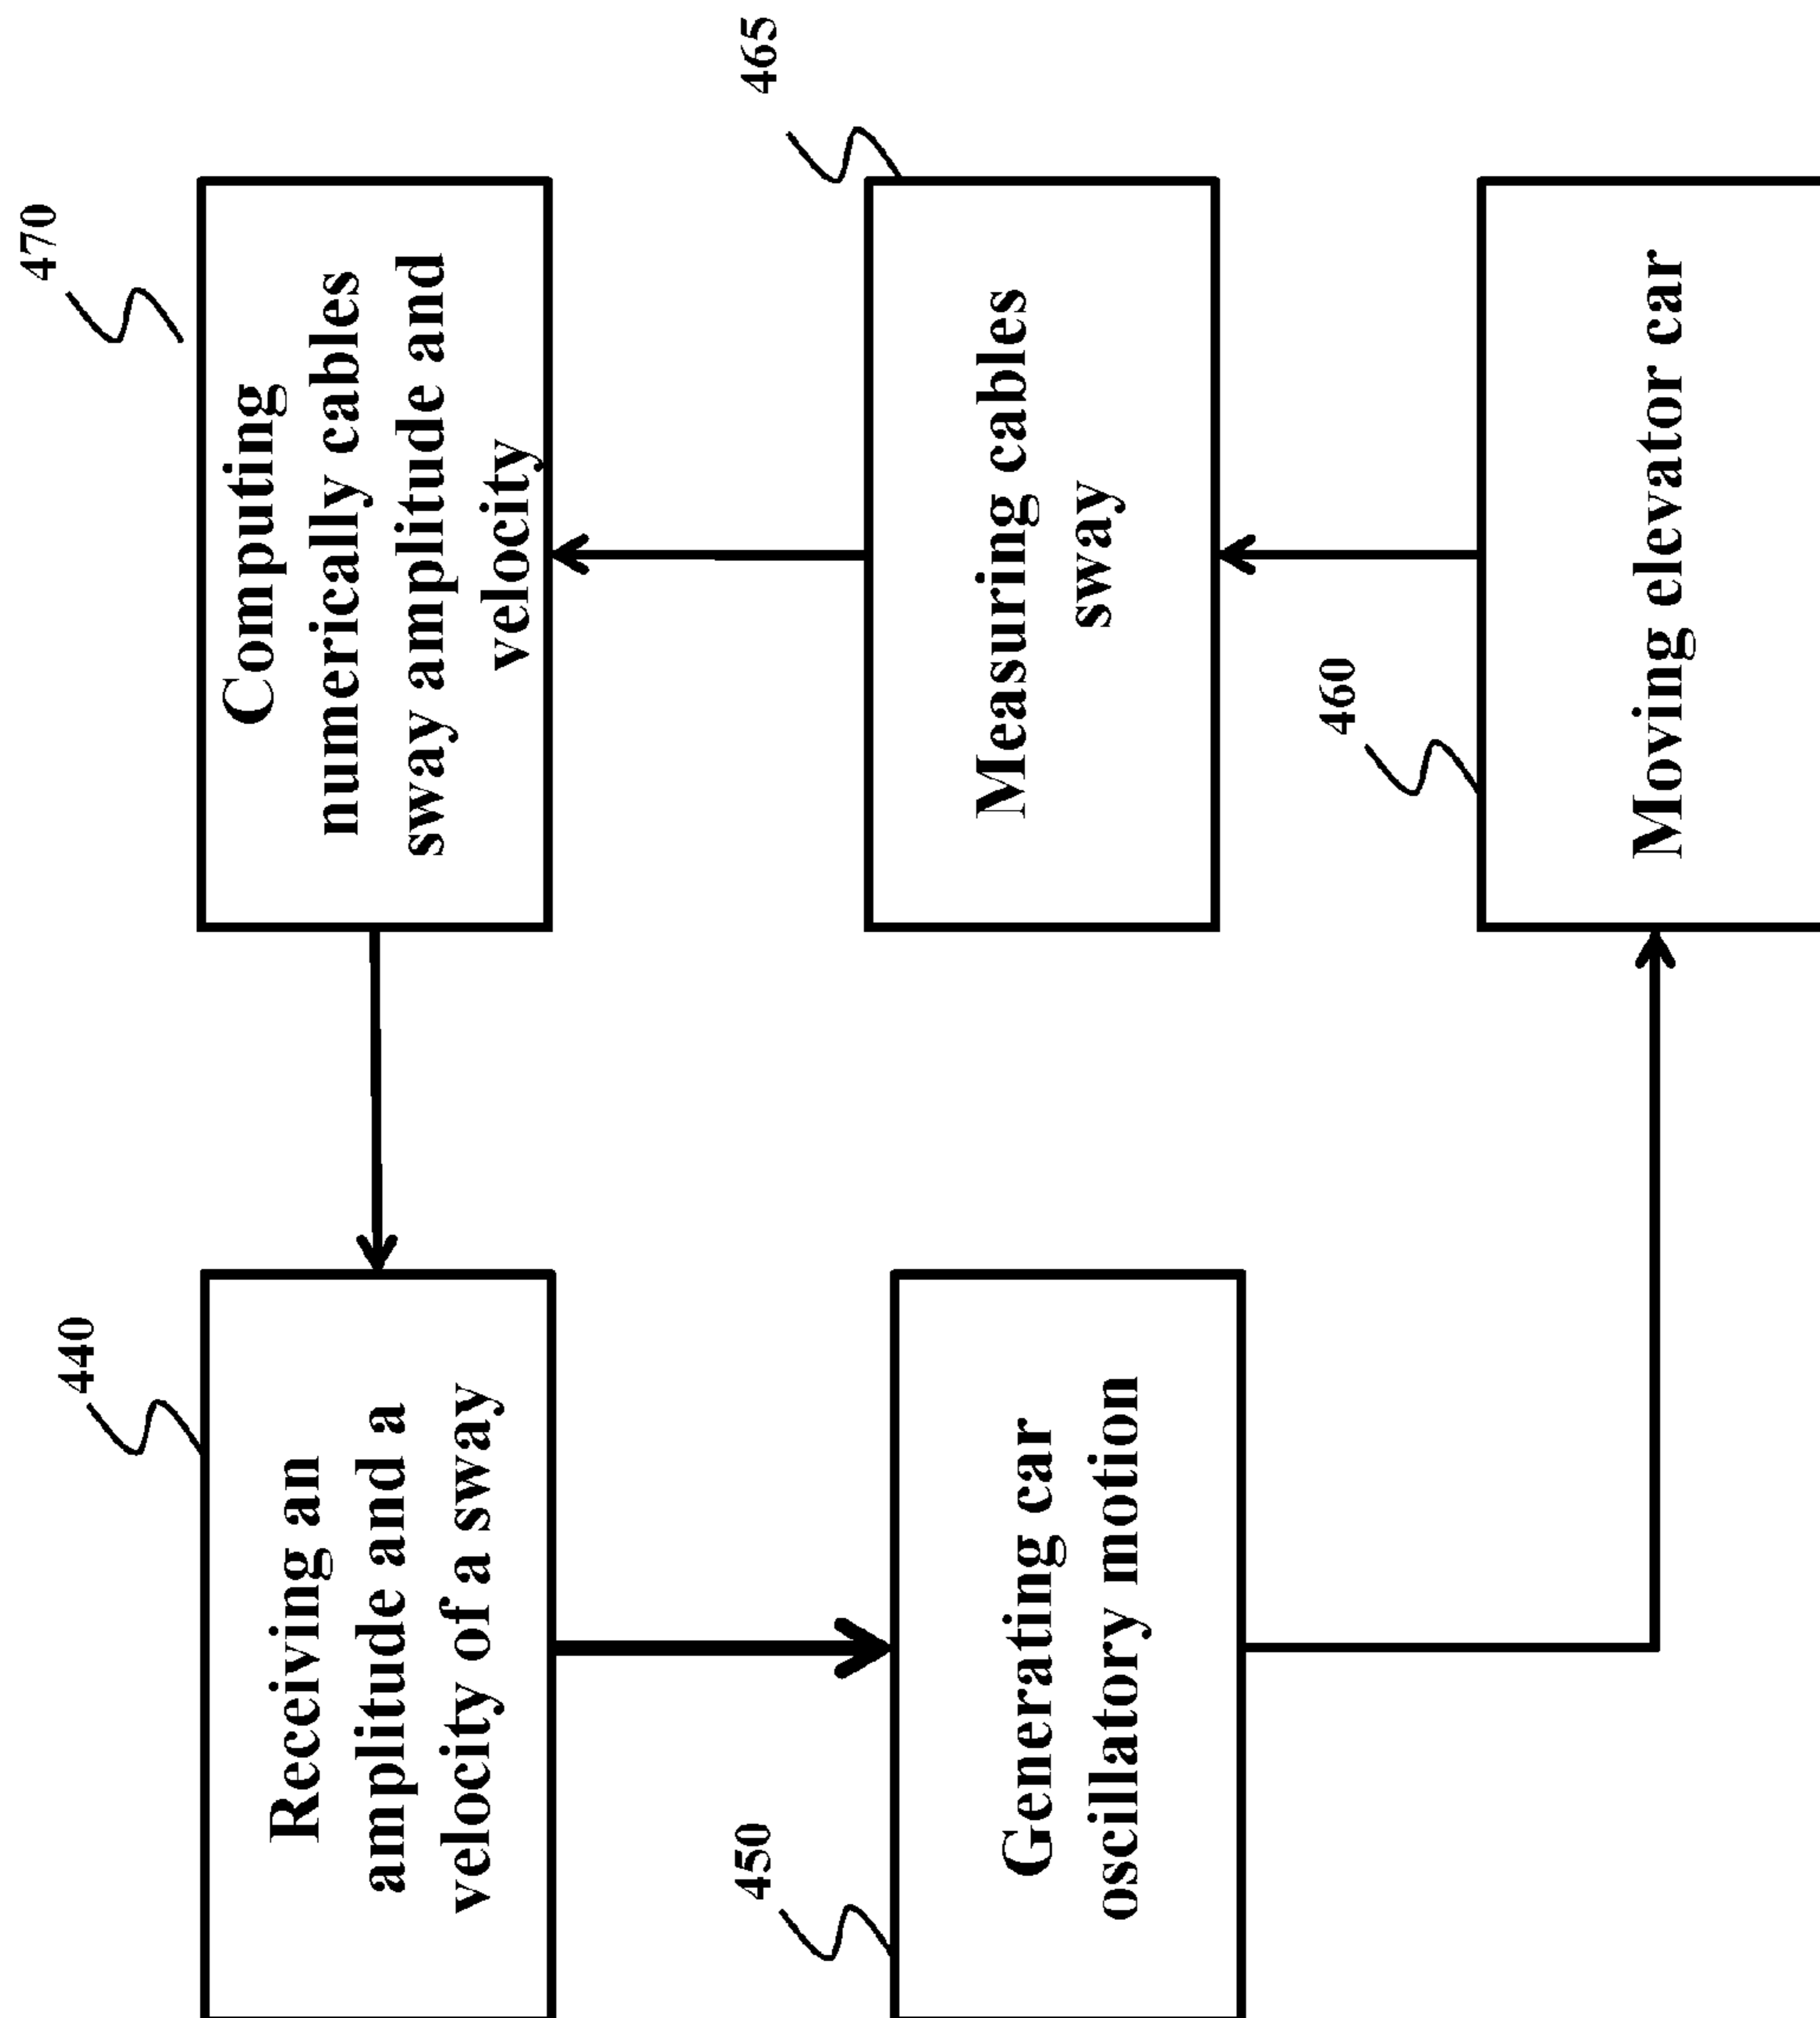 440
Receiving an
amplitude and a
velocity of a sway
450
Generating car
oscillatory motion
470
Computing
numerically cables
sway amplitude and
velocity
465
Measuring cables
sway
460
Moving elevator car